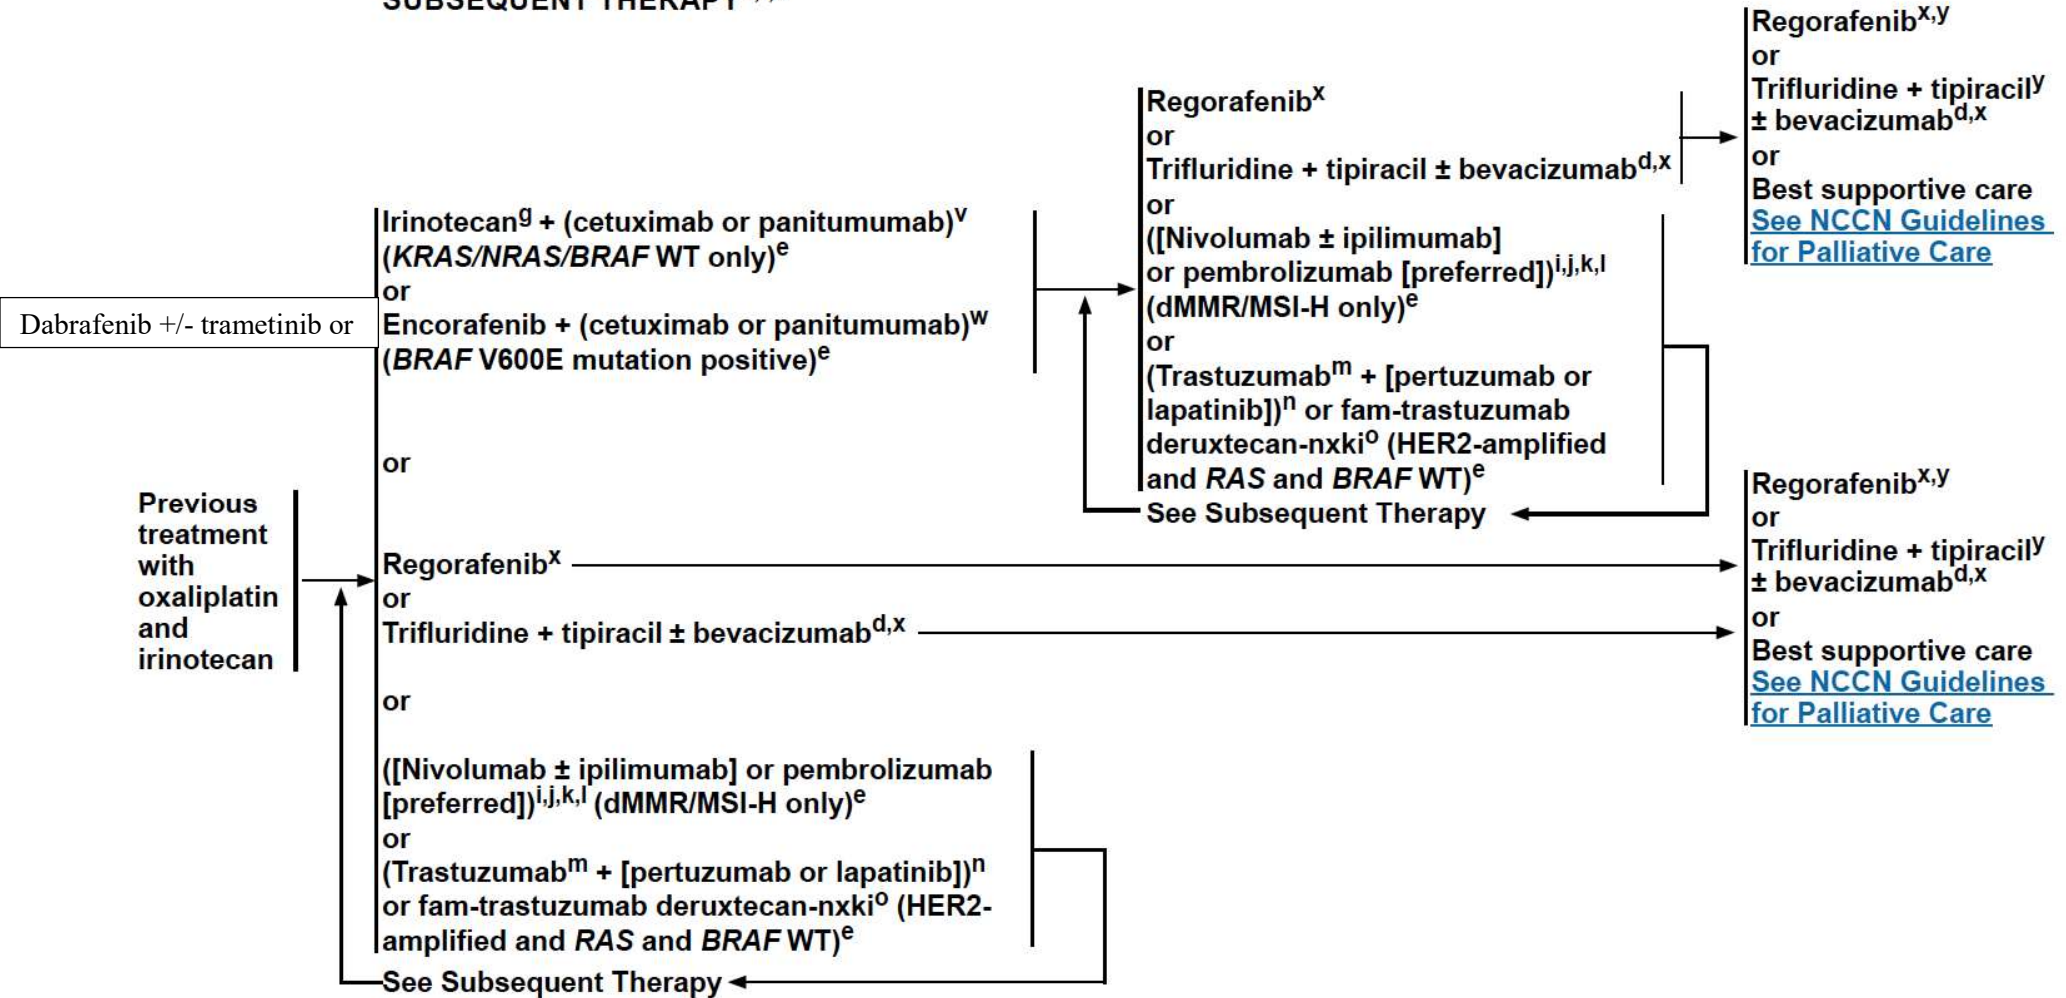 SUBSEQUENT THERAPY
Dabrafenib +/- trametinib or
Previous
treatment
with
oxaliplatin
and
irinotecan
Irinotecan^g + (cetuximab or panitumumab)^v
(KRAS/NRAS/BRAF WT only)^e
or
Encorafenib + (cetuximab or panitumumab)^w
(BRAF V600E mutation positive)^e
or
Regorafenib^x
or
Trifluridine + tipiracil ± bevacizumab^d,x
or
([Nivolumab ± ipilimumab] or pembrolizumab
[preferred])^i,j,k,l (dMMR/MSI-H only)^e
or
(Trastuzumab^m + [pertuzumab or lapatinib])^n
or fam-trastuzumab deruxtecan-nxki^o (HER2-
amplified and RAS and BRAF WT)^e
See Subsequent Therapy
Regorafenib^x
or
Trifluridine + tipiracil ± bevacizumab^d,x
or
([Nivolumab ± ipilimumab]
or pembrolizumab [preferred])^i,j,k,l
(dMMR/MSI-H only)^e
or
(Trastuzumab^m + [pertuzumab or
lapatinib])^n or fam-trastuzumab
deruxtecan-nxki^o (HER2-amplified
and RAS and BRAF WT)^e
See Subsequent Therapy
Regorafenib^x,y
or
Trifluridine + tipiracil^y
± bevacizumab^d,x
or
Best supportive care
See NCCN Guidelines
for Palliative Care
Regorafenib^x,y
or
Trifluridine + tipiracil^y
± bevacizumab^d,x
or
Best supportive care
See NCCN Guidelines
for Palliative Care